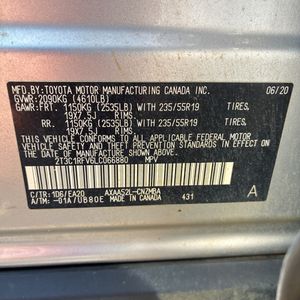 MFD. BY: TOYOTA MOTOR MANUFACTURING CANADA INC. 06/20
GVWR: 2090KG (4610LB)
GAWR: FRT. 1150KG (2535LB) WITH 235/55R19 TIRES,
19X7.5J RIMS,
RR. 1150KG (2535LB) WITH 235/55R19 TIRES,
19X7.5J RIMS,
THIS VEHICLE CONFORMS TO ALL APPLICABLE FEDERAL MOTOR
VEHICLE SAFETY AND THEFT PREVENTION STANDARDS IN EFFECT ON
THE DATE OF MANUFACTURE SHOWN ABOVE.
2T3C1RFV6LC066880 MPV
C/TR: 1D6/EA20 AXAA52L-CNZMBA A
A/TM: -01A/UB80E 431
MADE IN CANADA